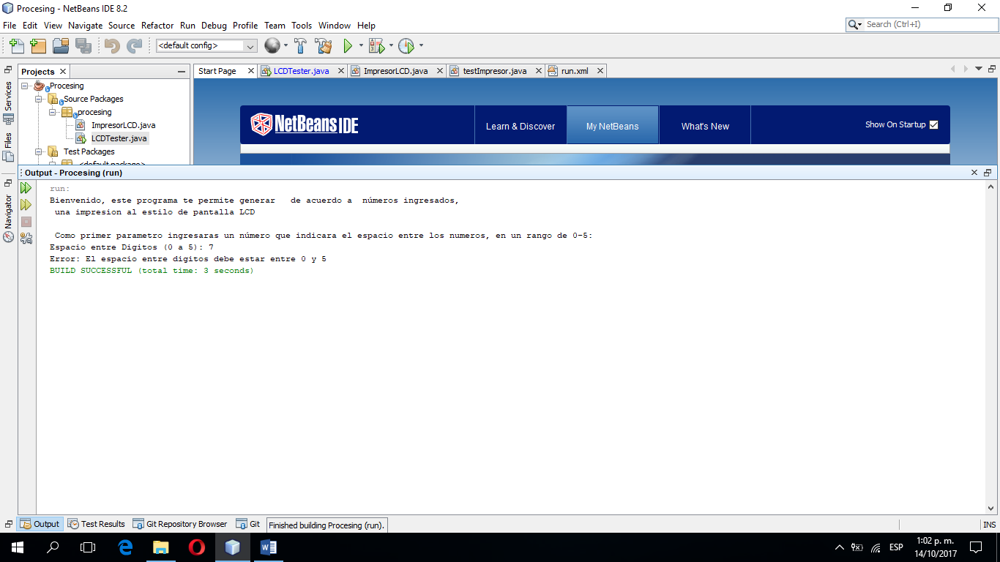 Procesing - NetBeans IDE 8.2
File Edit View Navigate Source Refactor Run Debug Profile Team Tools Window Help
Search (Ctrl+I)
<default config>
Projects
Start Page LCDTester.java ImpresorLCD.java testImpresor.java run.xml
Services
Files
Navigator
Procesing
Source Packages
procesing
ImpresorLCD.java
LCDTester.java
Test Packages
<default package>
NetBeans IDE
Learn & Discover My NetBeans What's New Show On Startup
Output - Procesing (run)
run:
Bienvenido, este programa te permite generar   de acuerdo a  números ingresados,
 una impresion al estilo de pantalla LCD
 Como primer parametro ingresaras un número que indicara el espacio entre los numeros, en un rango de 0-5:
Espacio entre Digitos (0 a 5): 7
Error: El espacio entre digitos debe estar entre 0 y 5
BUILD SUCCESSFUL (total time: 3 seconds)
Output Test Results Git Repository Browser Git Finished building Procesing (run). INS
ESP 1:02 p. m.
14/10/2017